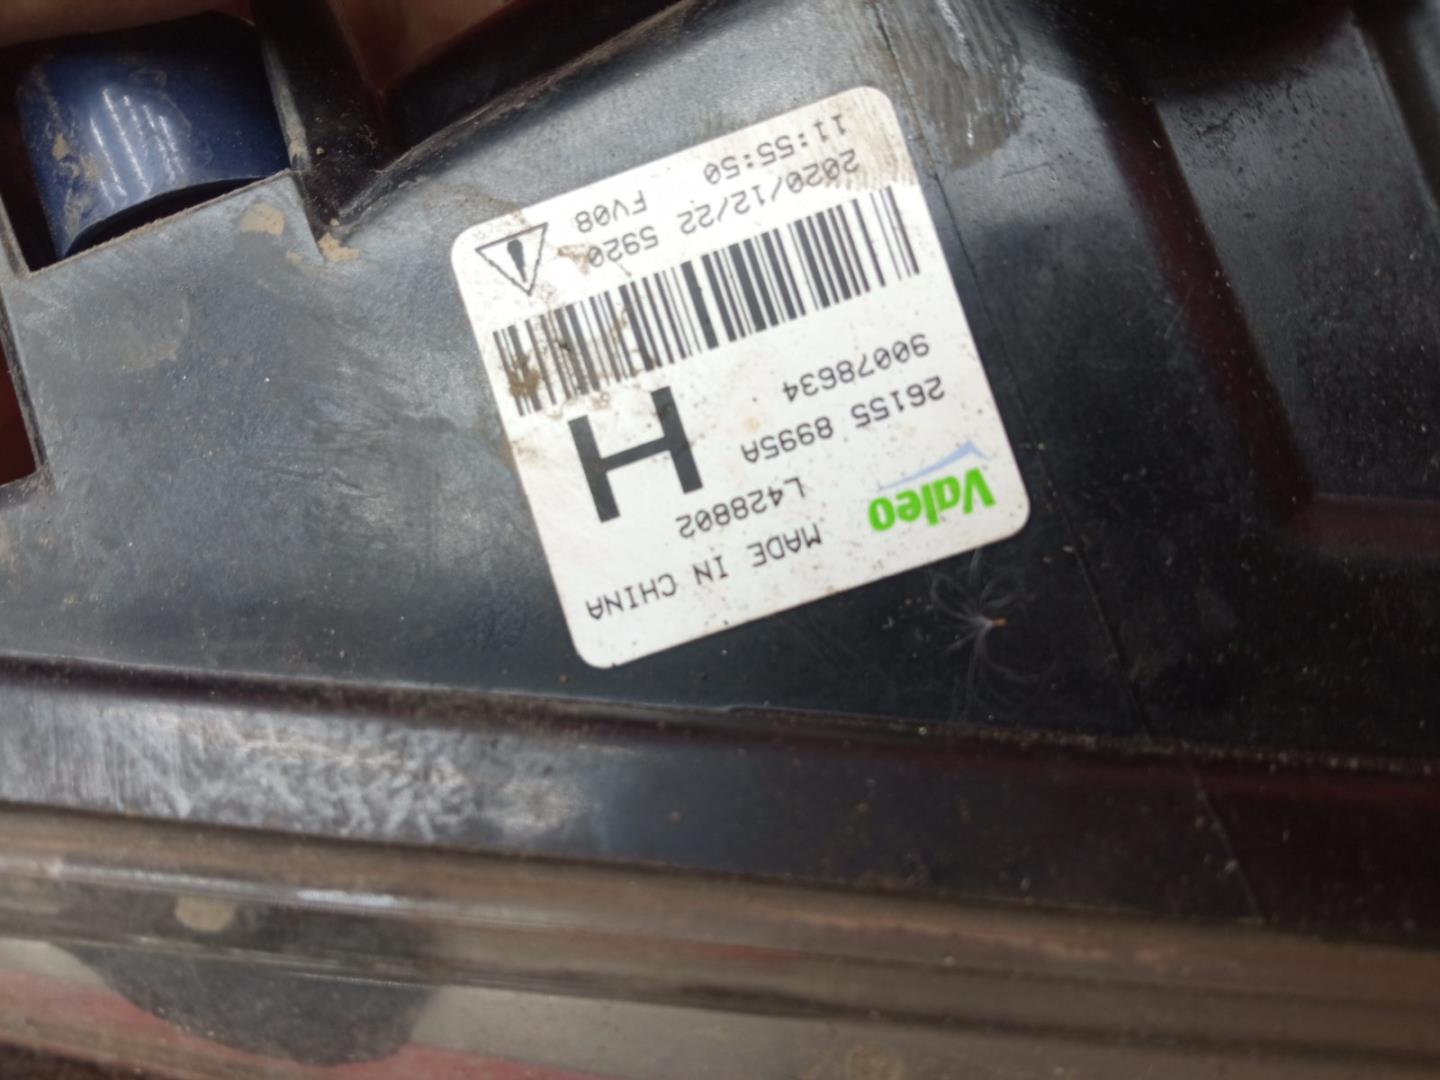 MADE IN CHINA
Valeo
L428802
26155 8995A
90078634
H
2020/12/22 5920
11:55:50 FV08